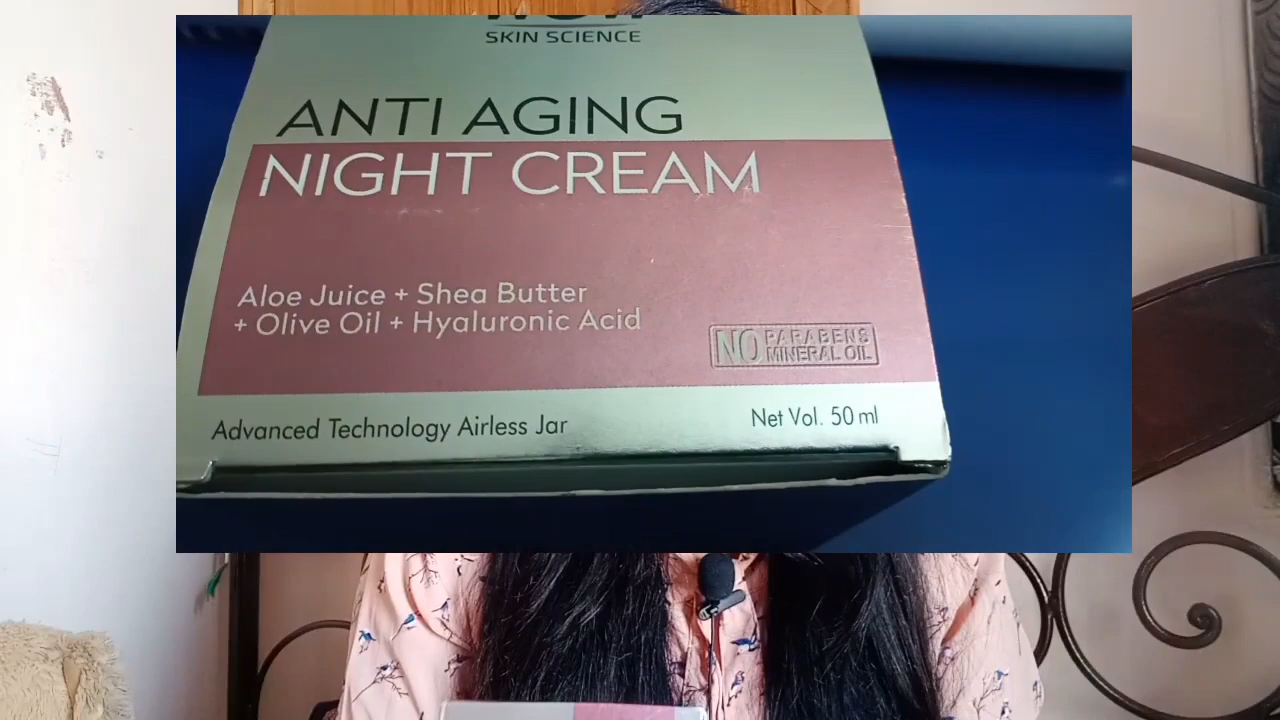 SKIN SCIENCE
ANTI AGING
NIGHT CREAM
Aloe Juice + Shea Butter
+ Olive Oil + Hyaluronic Acid
NO PARABENS
MINERAL OIL
Advanced Technology Airless Jar
Net Vol. 50 ml